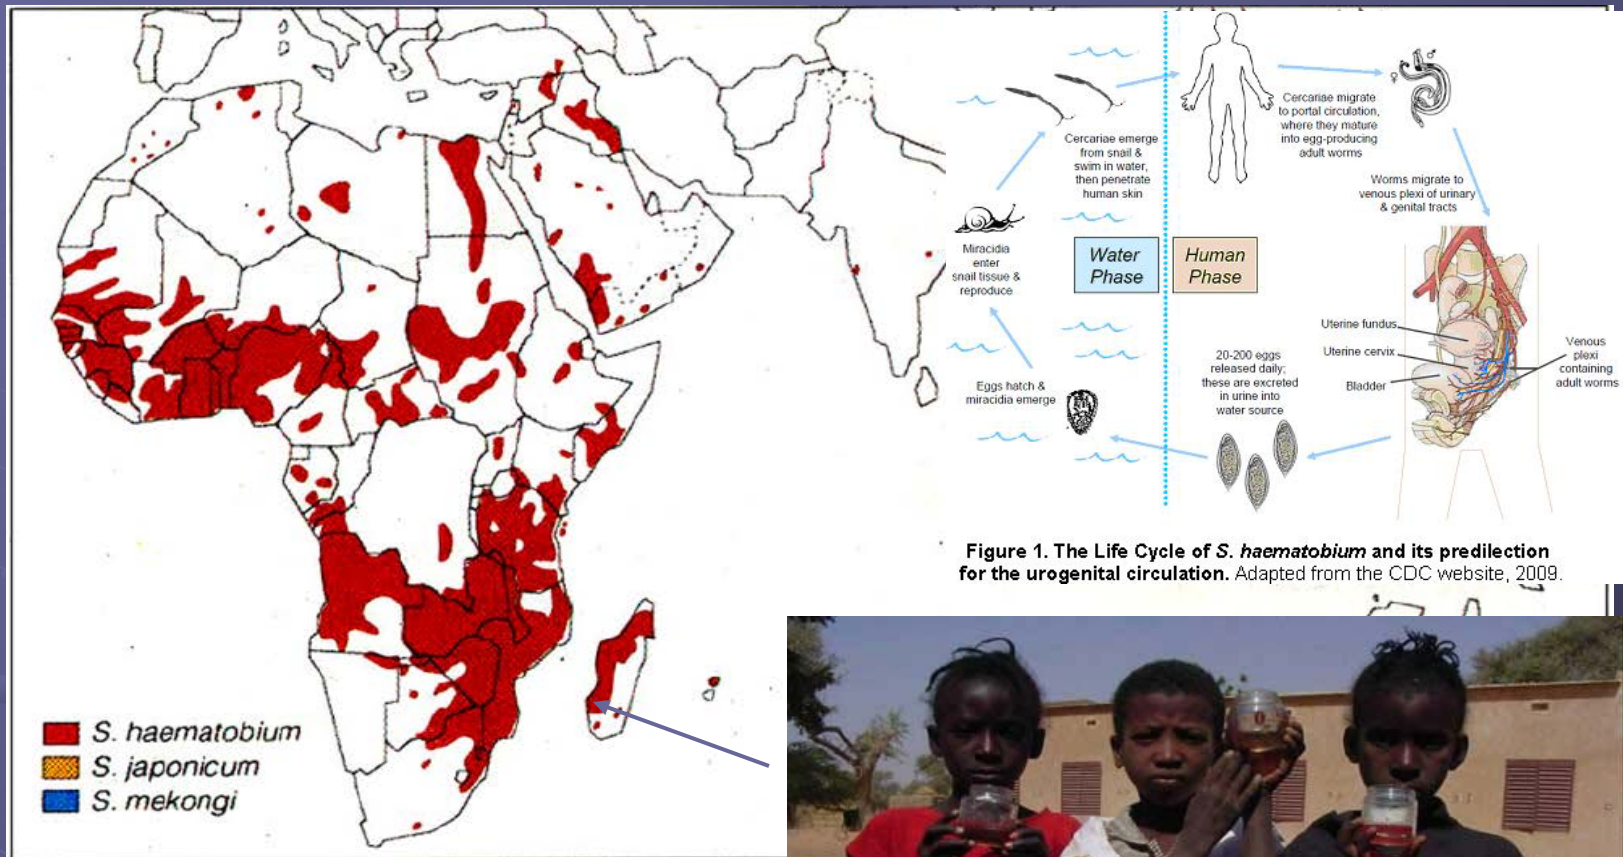 S. haematobium
S. japonicum
S. mekongi
Cercariae emerge
from snail &
swim in water,
then penetrate
human skin
Cercariae migrate
to portal circulation,
where they mature
into egg-producing
adult worms
♀
♂
Worms migrate to
venous plexi of urinary
& genital tracts
Miracidia
enter
snail tissue &
reproduce
Water
Phase
Human
Phase
Uterine fundus
Uterine cervix
Bladder
Venous
plexi
containing
adult worms
20-200 eggs
released daily;
these are excreted
in urine into
water source
Eggs hatch &
miracidia emerge
Figure 1. The Life Cycle of S. haematobium and its predilection
for the urogenital circulation. Adapted from the CDC website, 2009.